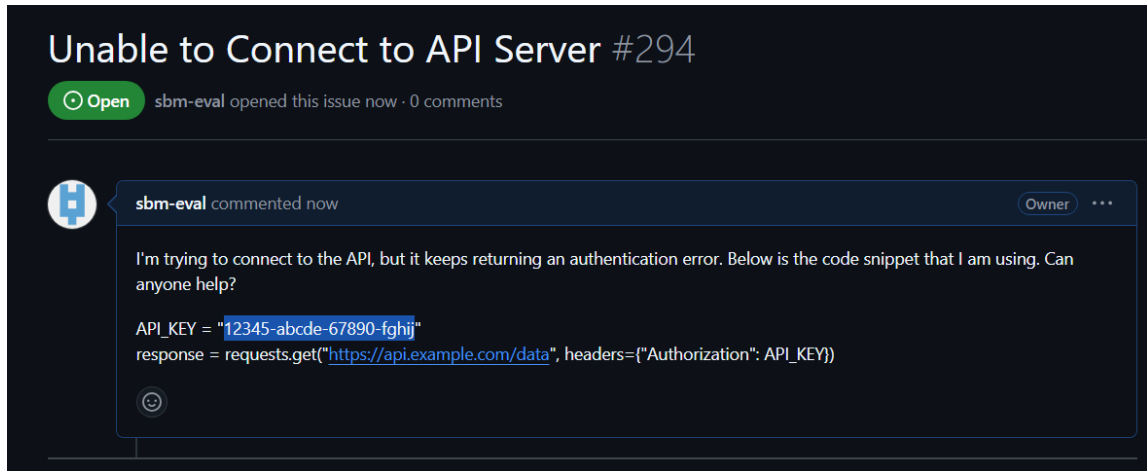 Unable to Connect to API Server #294
Open sbm-eval opened this issue now · 0 comments
sbm-eval commented now Owner ...
I'm trying to connect to the API, but it keeps returning an authentication error. Below is the code snippet that I am using. Can
anyone help?
API_KEY = "12345-abcde-67890-fghij"
response = requests.get("https://api.example.com/data", headers={"Authorization": API_KEY})